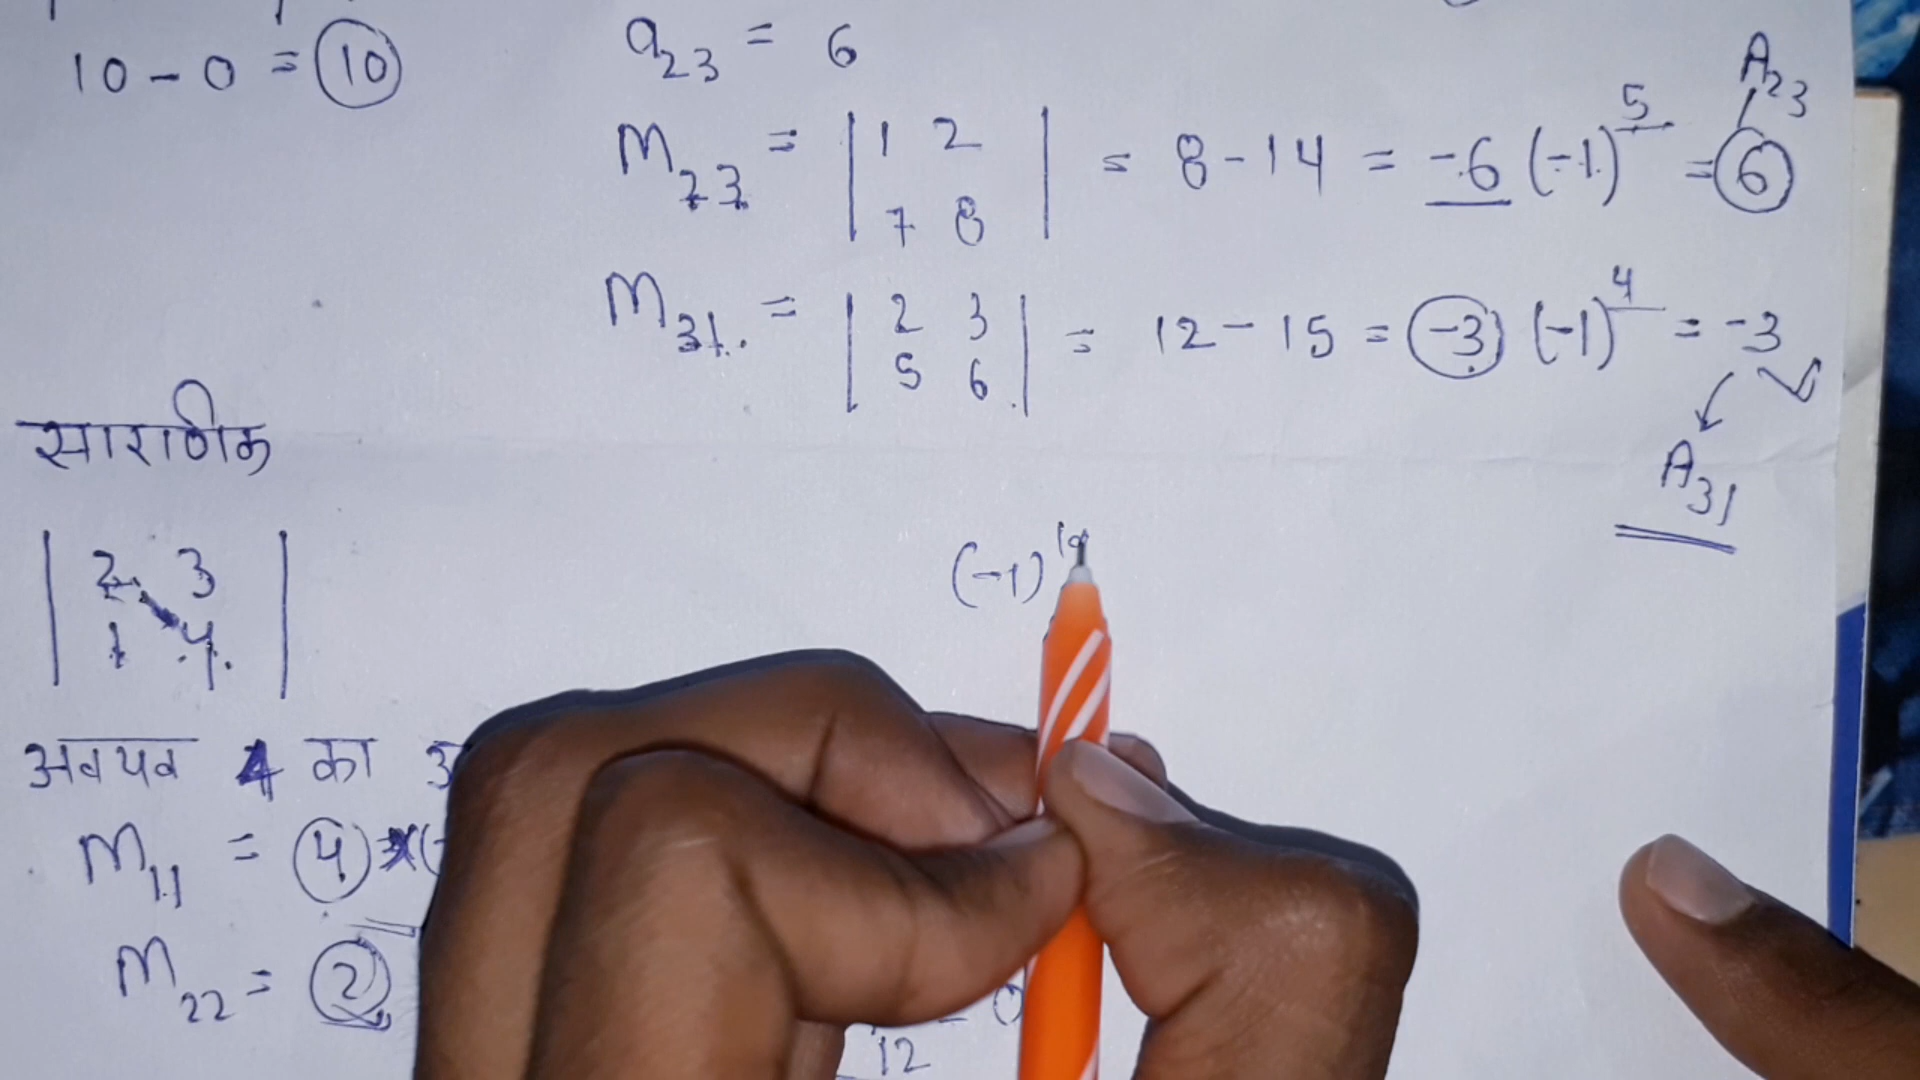 10 - 0 = 10
a₂₃ = 6
A₂₃
M₂₃ = | 1 2 | = 8 - 14 = -6 (-1)⁵ = 6
| 7 8 |
M₃₁. = | 2 3 | = 12 - 15 = -3 (-1)⁴ = -3
| 5 6 |
A₃₁
सारणीक
| 2 3 |
| 1 4 |
(-1)
अवयव 4 का
M₁₁ = 4
M₂₂ = 2
12